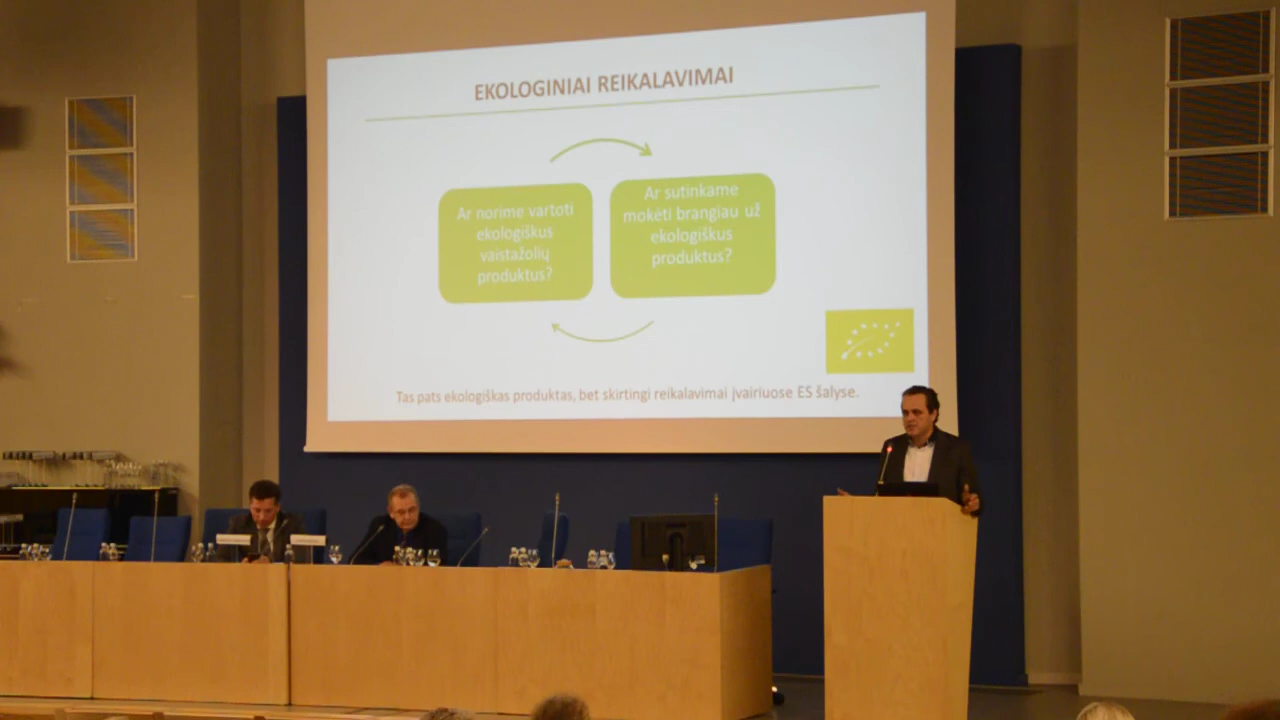 EKOLOGINIAI REIKALAVIMAI
Ar norime vartoti
ekologiškus
vaistažolių
produktus?
Ar sutinkame
mokėti brangiau už
ekologiškus
produktus?
Tas pats ekologiškas produktas, bet skirtingi reikalavimai įvairiuose ES šalyse.